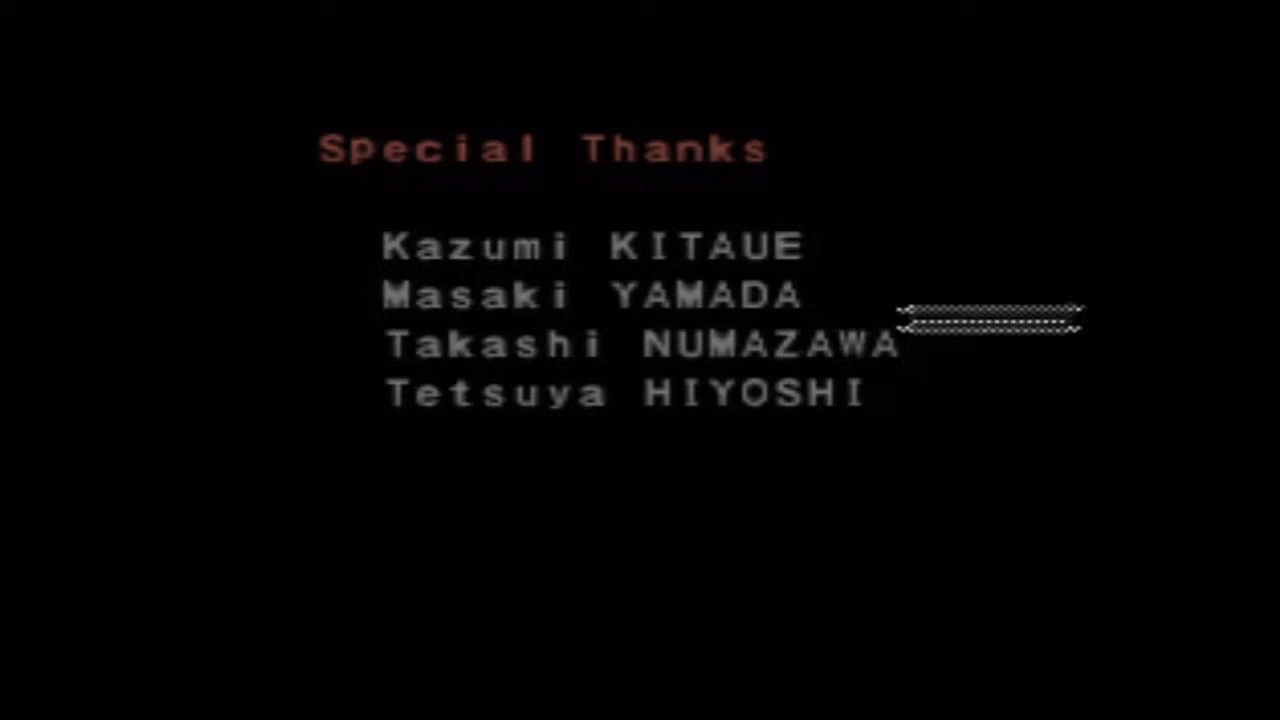 Special Thanks
Kazumi KITAUE
Masaki YAMADA
Takashi NUMAZAWA
Tetsuya HIYOSHI